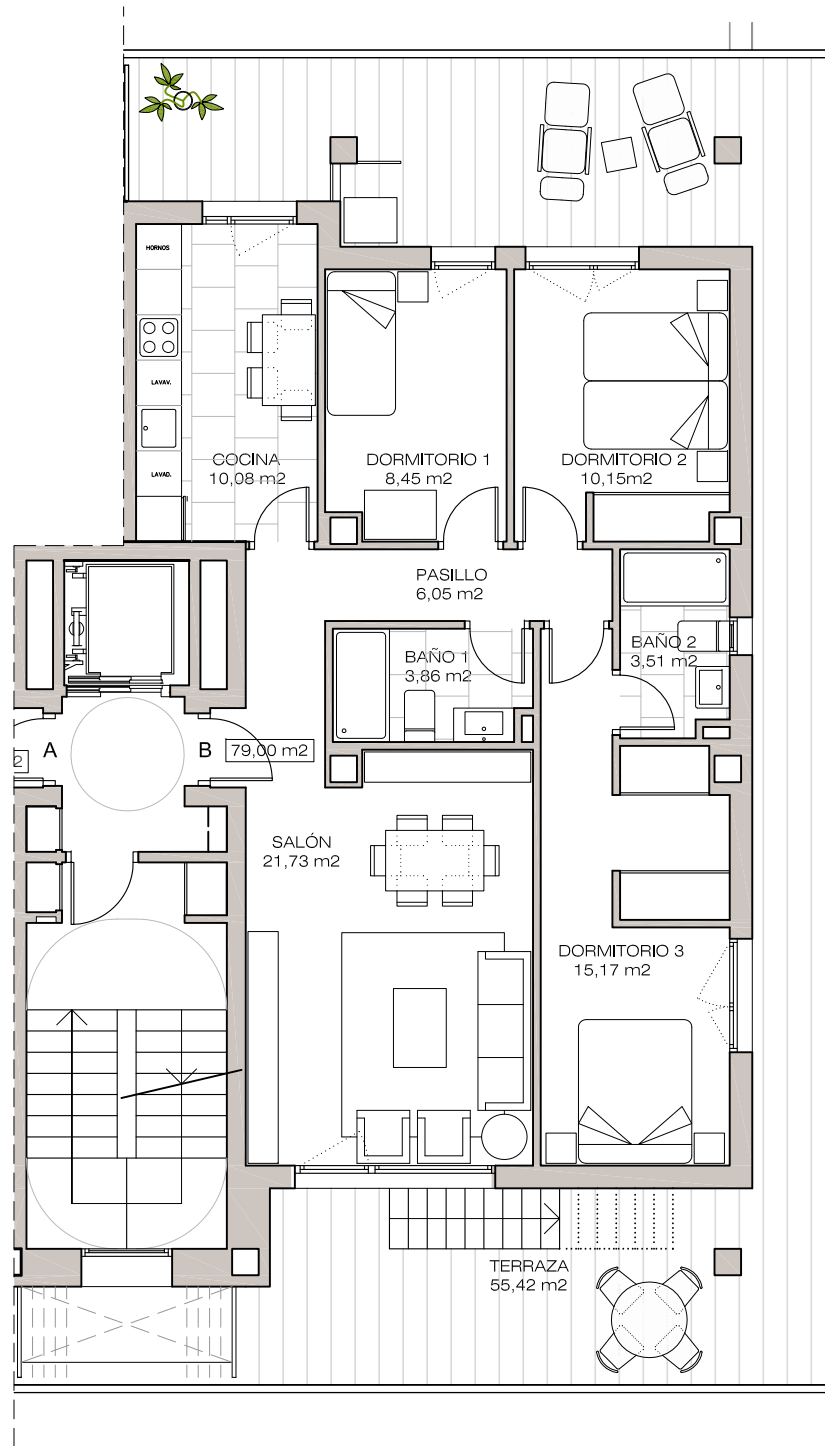 HORNOS
LAVAV.
LAVAD.
COCINA
10,08 m2
DORMITORIO 1
8,45 m2
DORMITORIO 2
10,15m2
PASILLO
6,05 m2
BAÑO 1
3,86 m2
BAÑO 2
3,51 m2
2
A
B
79,00 m2
SALÓN
21,73 m2
DORMITORIO 3
15,17 m2
TERRAZA
55,42 m2